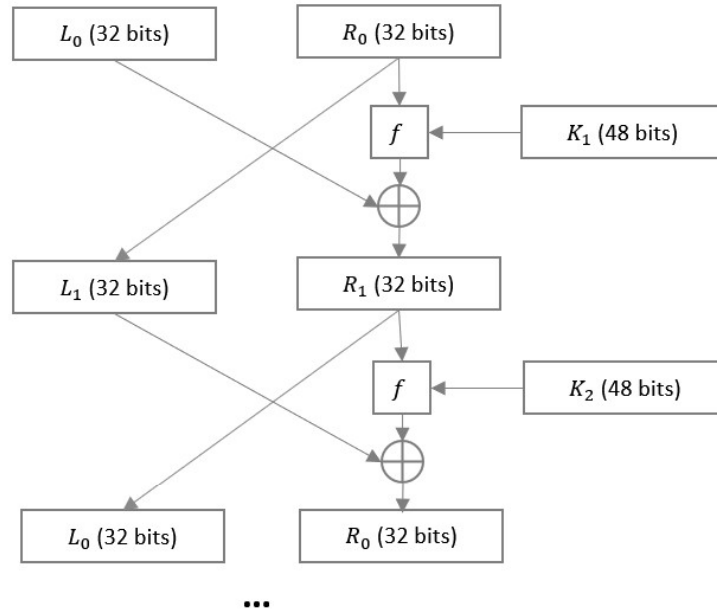 L₀ (32 bits) R₀ (32 bits)
f K₁ (48 bits)
L₁ (32 bits) R₁ (32 bits)
f K₂ (48 bits)
L₀ (32 bits) R₀ (32 bits)
...